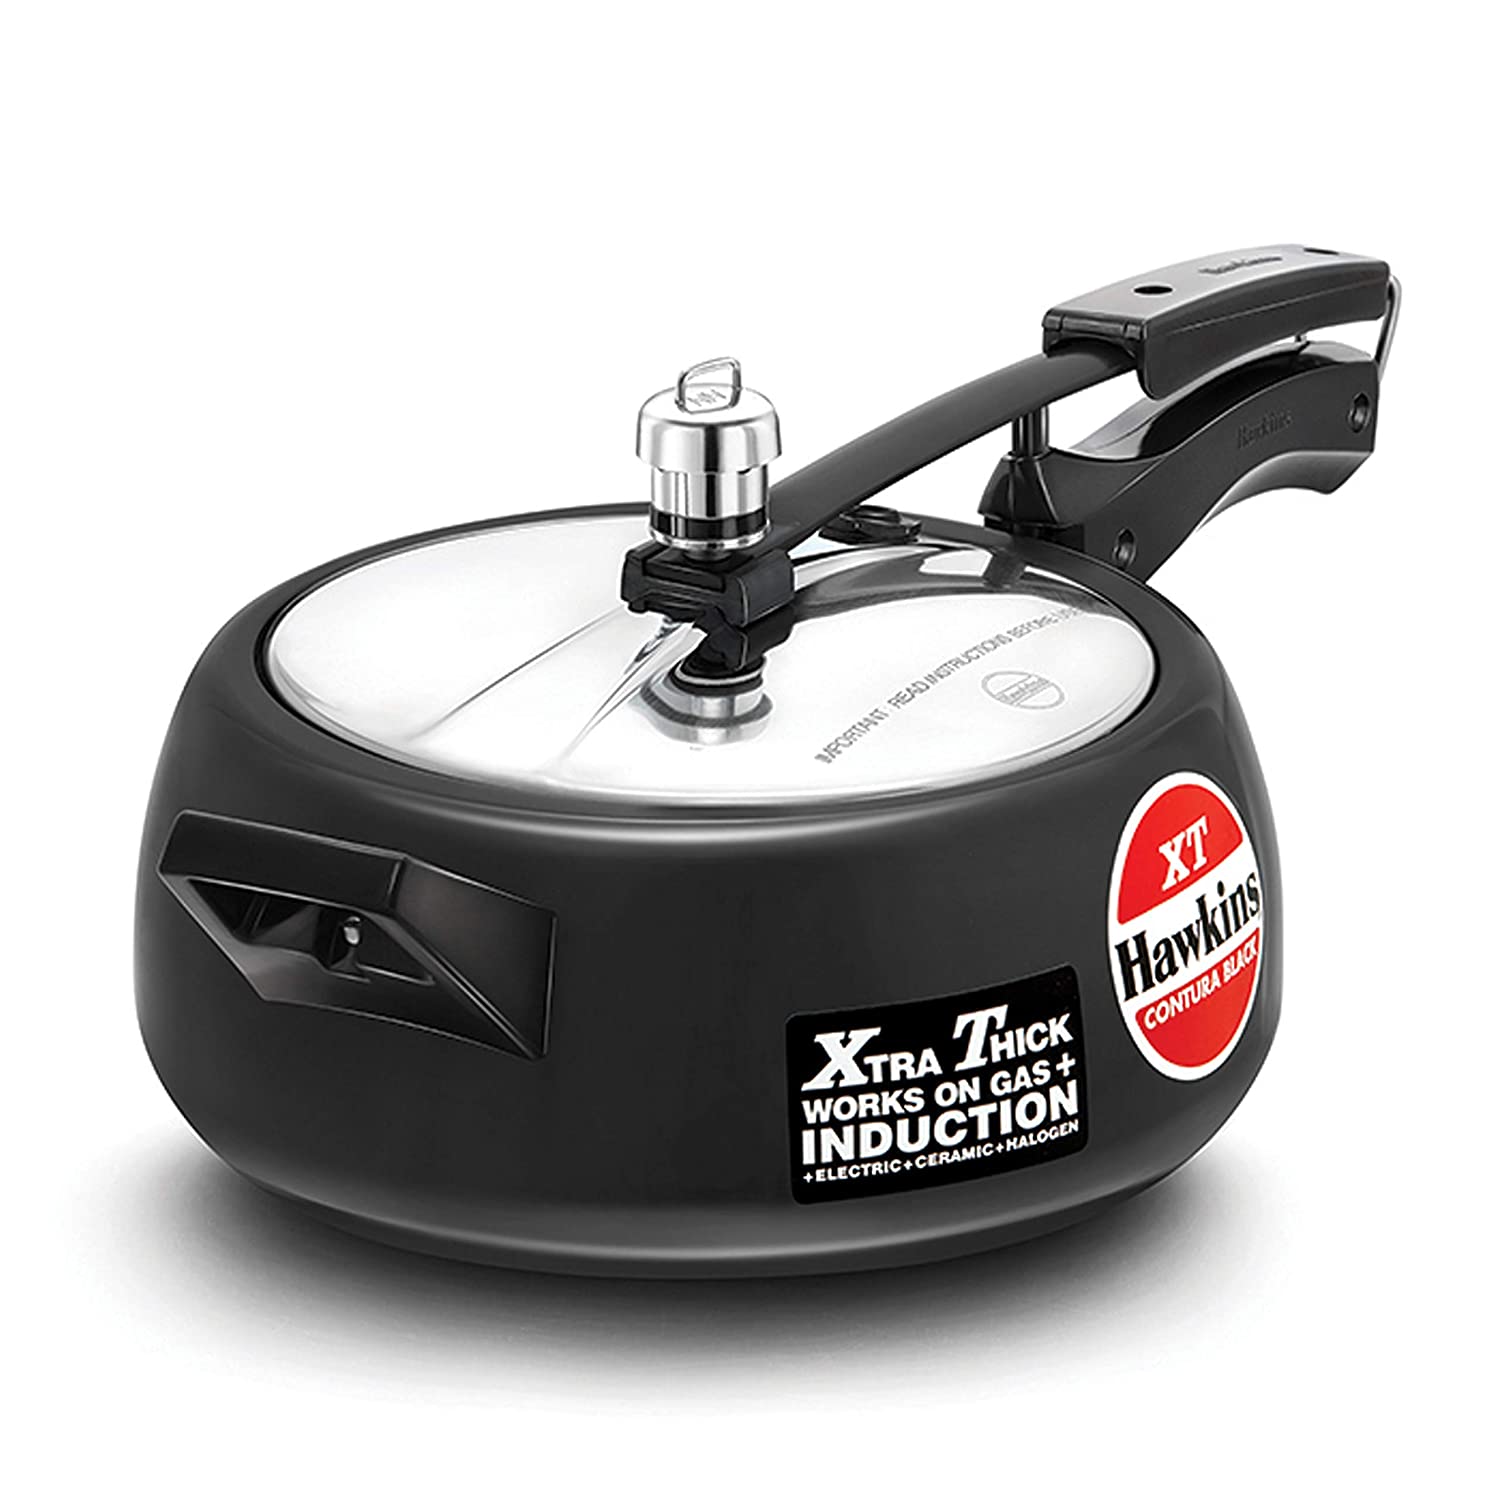 Hawkins
Hawkins
IMPORTANT : READ INSTRUCTIONS BEFORE USE
Hawkins
XT
Hawkins
CONTURA BLACK
XTRA THICK
WORKS ON GAS+
INDUCTION
+ELECTRIC+CERAMIC+HALOGEN